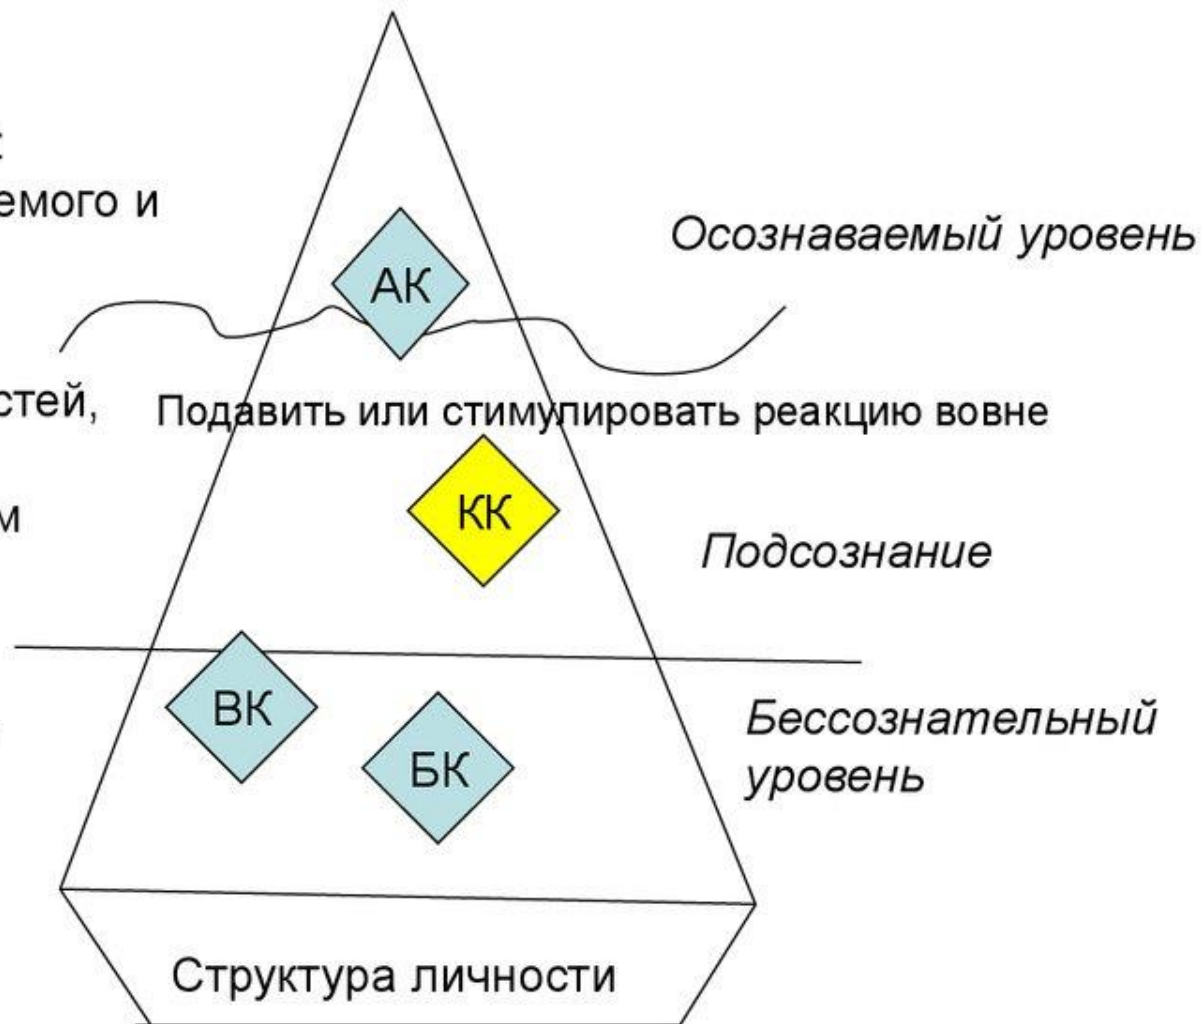 емого и
Осознаваемый уровень
АК
стей,
Подавить или стимулировать реакцию вовне
КК
м
Подсознание
ВК
БК
Бессознательный
уровень
Структура личности